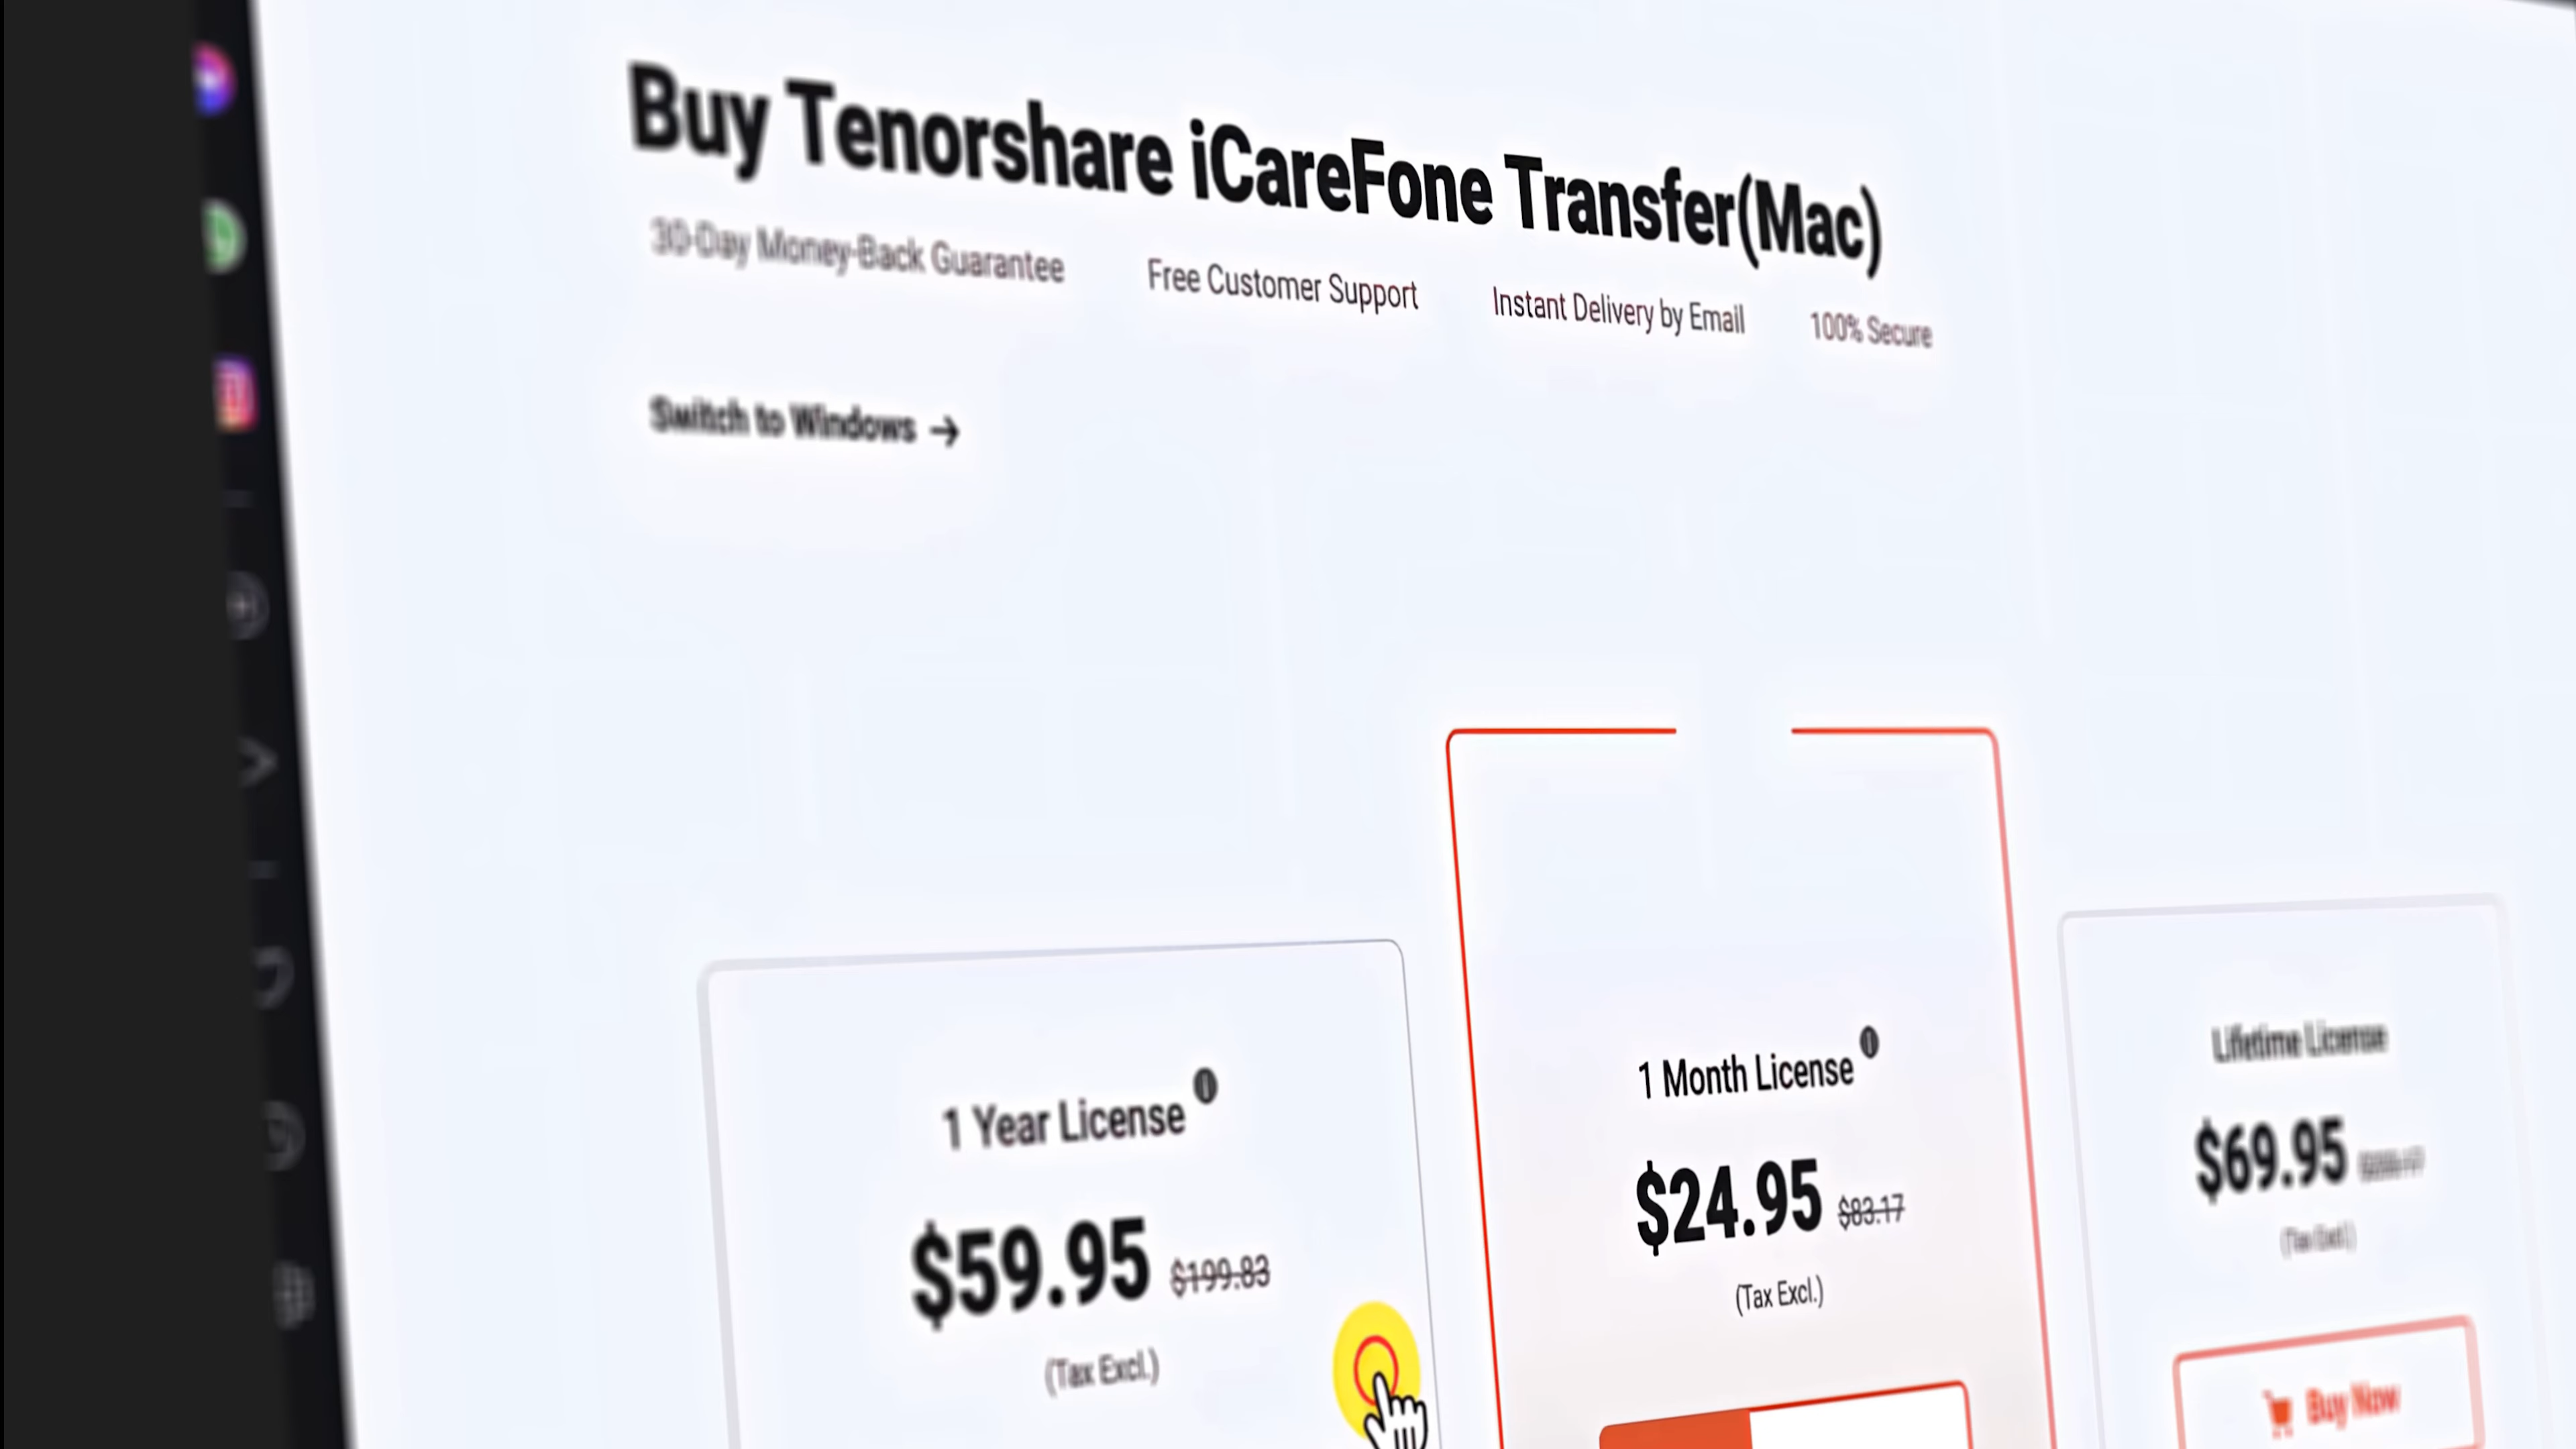 Buy Tenorshare iCareFone Transfer(Mac)
30-Day Money-Back Guarantee Free Customer Support Instant Delivery by Email 100% Secure
Switch to Windows →
1 Year License
$59.95 $199.83
(Tax Excl.)
1 Month License
$24.95 $83.17
(Tax Excl.)
Lifetime License
$69.95
(Tax Excl.)
Buy Now